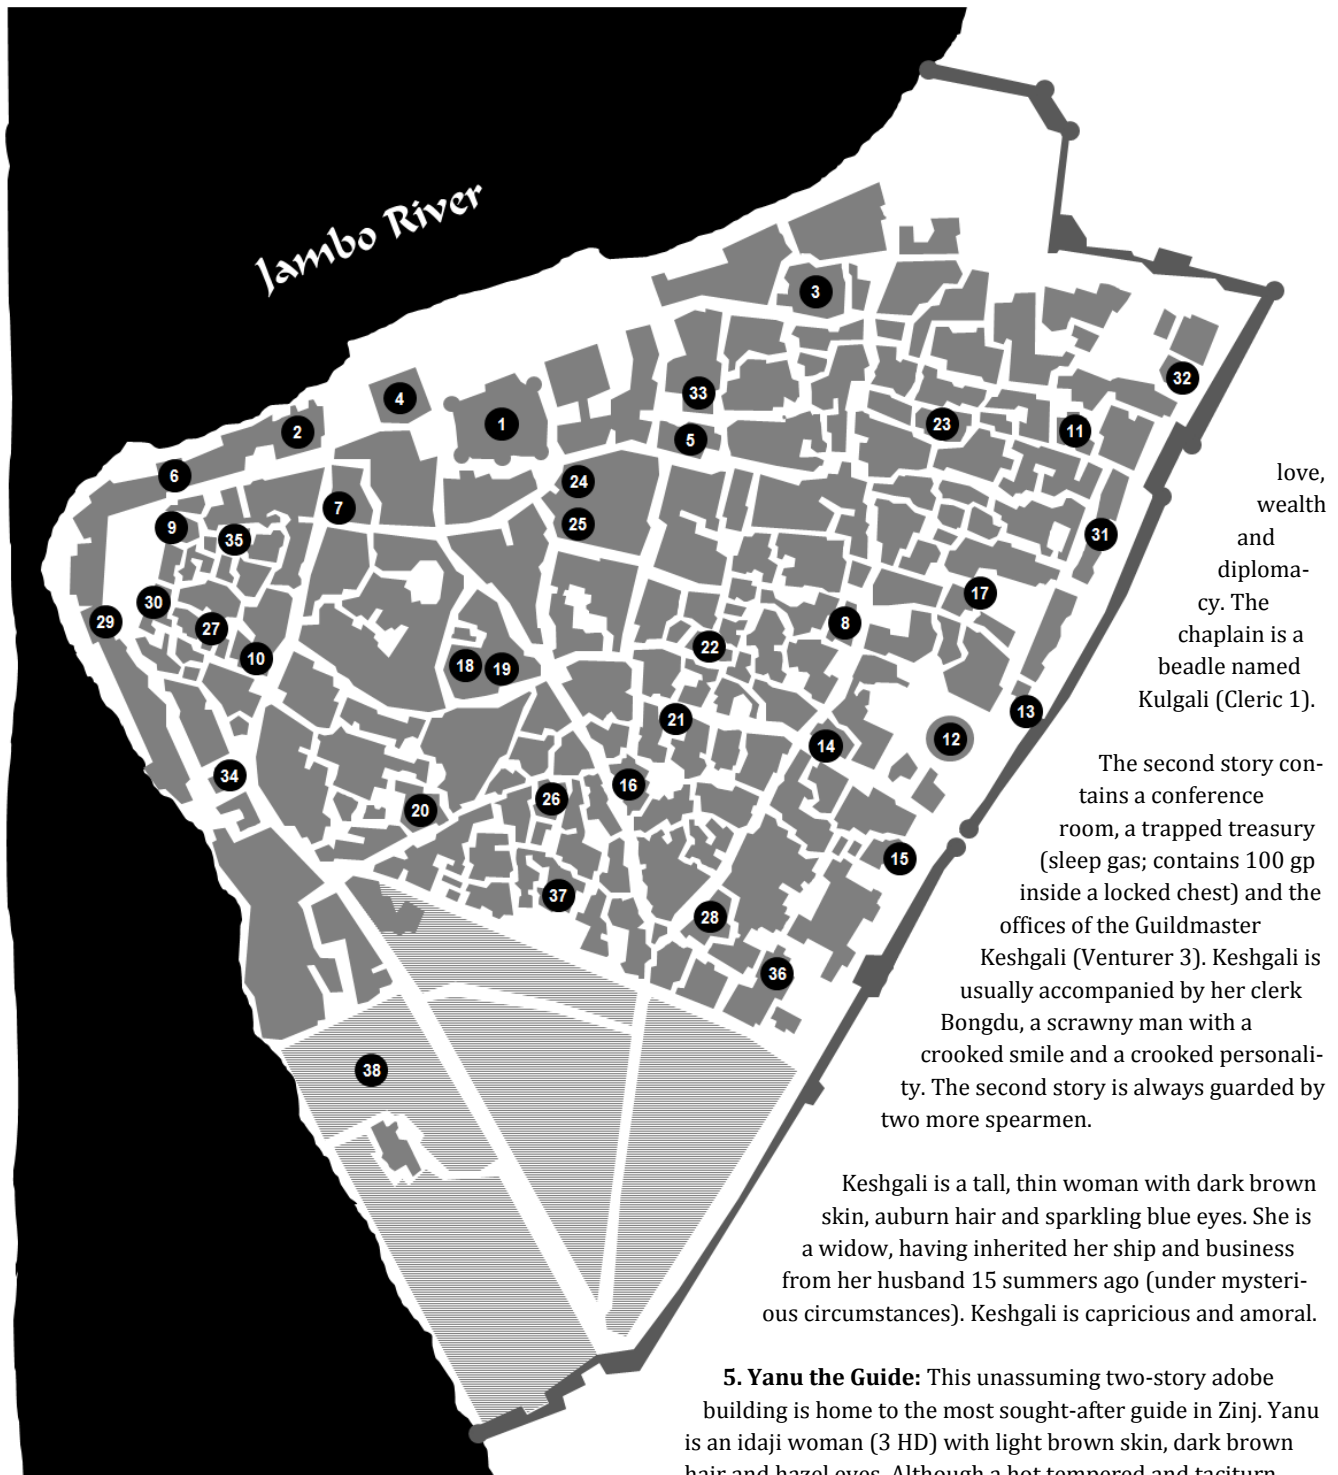 Jambo River
3
32
33
4
1
23
11
2
5
6
24
7
25
9
35
31
17
30
29
27
8
10
22
18
19
13
21
12
14
34
16
26
20
15
37
28
36
38
love,
wealth
and
diploma-
cy. The
chaplain is a
beadle named
Kulgali (Cleric 1).
The second story con-
tains a conference
room, a trapped treasury
(sleep gas; contains 100 gp
inside a locked chest) and the
offices of the Guildmaster
Keshgali (Venturer 3). Keshgali is
usually accompanied by her clerk
Bongdu, a scrawny man with a
crooked smile and a crooked personali-
ty. The second story is always guarded by
two more spearmen.
Keshgali is a tall, thin woman with dark brown
skin, auburn hair and sparkling blue eyes. She is
a widow, having inherited her ship and business
from her husband 15 summers ago (under mysteri-
ous circumstances). Keshgali is capricious and amoral.
5. Yanu the Guide: This unassuming two-story adobe
building is home to the most sought-after guide in Zinj. Yanu
is an idaji woman (3 HD) with light brown skin, dark brown
hair and hazel eyes. Although a hot tempered and taciturn